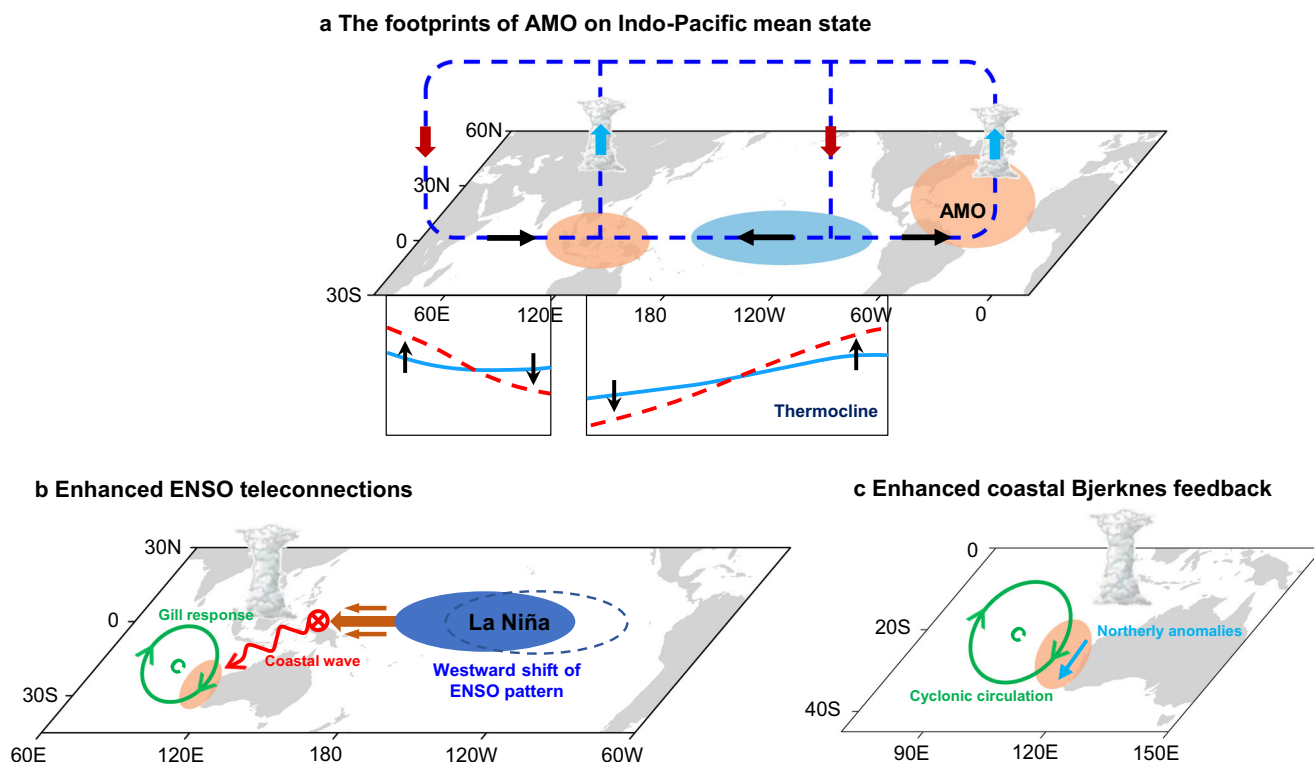 a The footprints of AMO on Indo-Pacific mean state
60N
30N
0
30S
AMO
60E
120E
180
120W
60W
0
Thermocline
b Enhanced ENSO teleconnections
30N
0
30S
Gill response
Coastal wave
La Niña
Westward shift of
ENSO pattern
60E
120E
180
120W
60W
c Enhanced coastal Bjerknes feedback
0
20S
40S
Northerly anomalies
Cyclonic circulation
90E
120E
150E